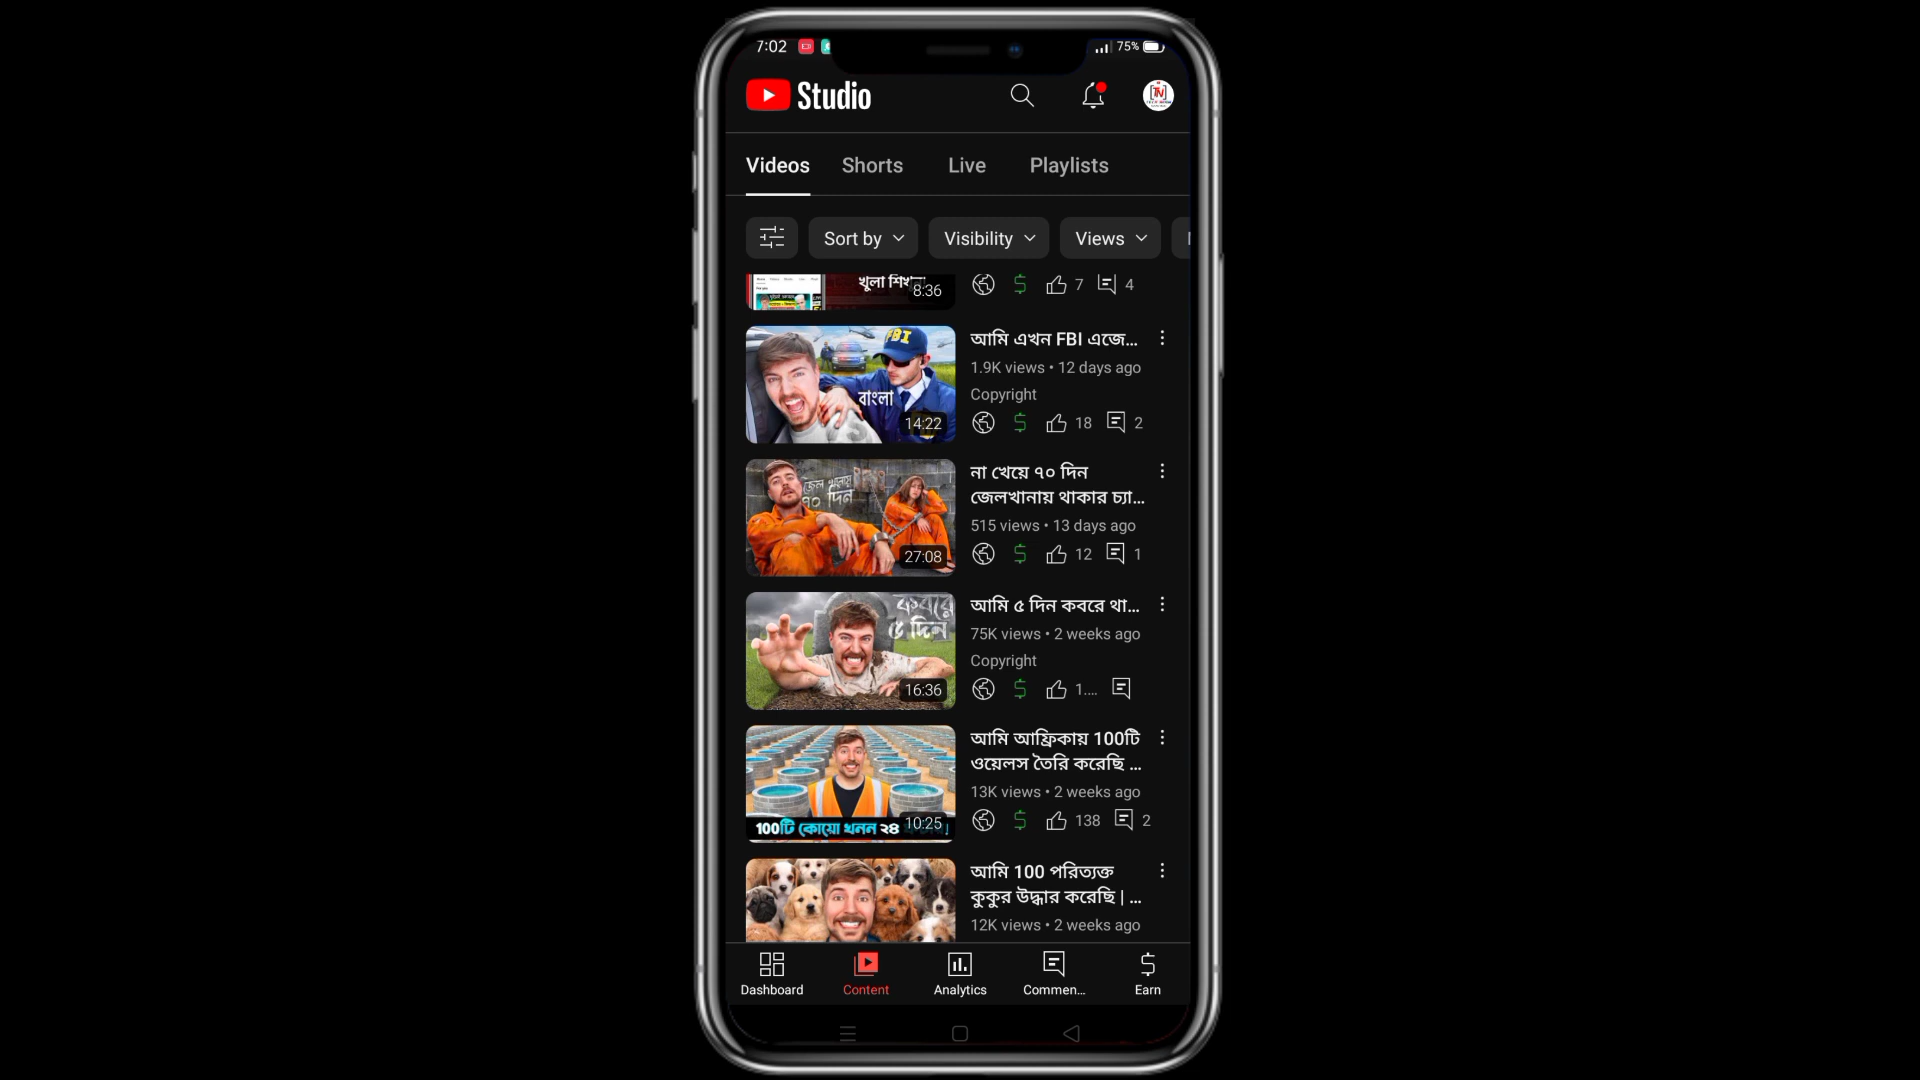 7:02
75%
Studio
Videos
Shorts
Live
Playlists
Sort by
Visibility
Views
8:36
7
4
FBI
বাংলা
14:22
আমি এখন FBI এজে...
1.9K views • 12 days ago
Copyright
18
2
জেল খানায়
৭০ দিন
27:08
না খেয়ে ৭০ দিন
জেলখানায় থাকার চ্যা...
515 views • 13 days ago
12
1
কবরে
৫ দিন
16:36
আমি ৫ দিন কবরে থা...
75K views • 2 weeks ago
Copyright
1....
100টি কোয়ো খনন ২৪
10:25
আমি আফ্রিকায় 100টি
ওয়েলস তৈরি করেছি ...
13K views • 2 weeks ago
138
2
আমি 100 পরিত্যক্ত
কুকুর উদ্ধার করেছি | ...
12K views • 2 weeks ago
Dashboard
Content
Analytics
Commen...
Earn